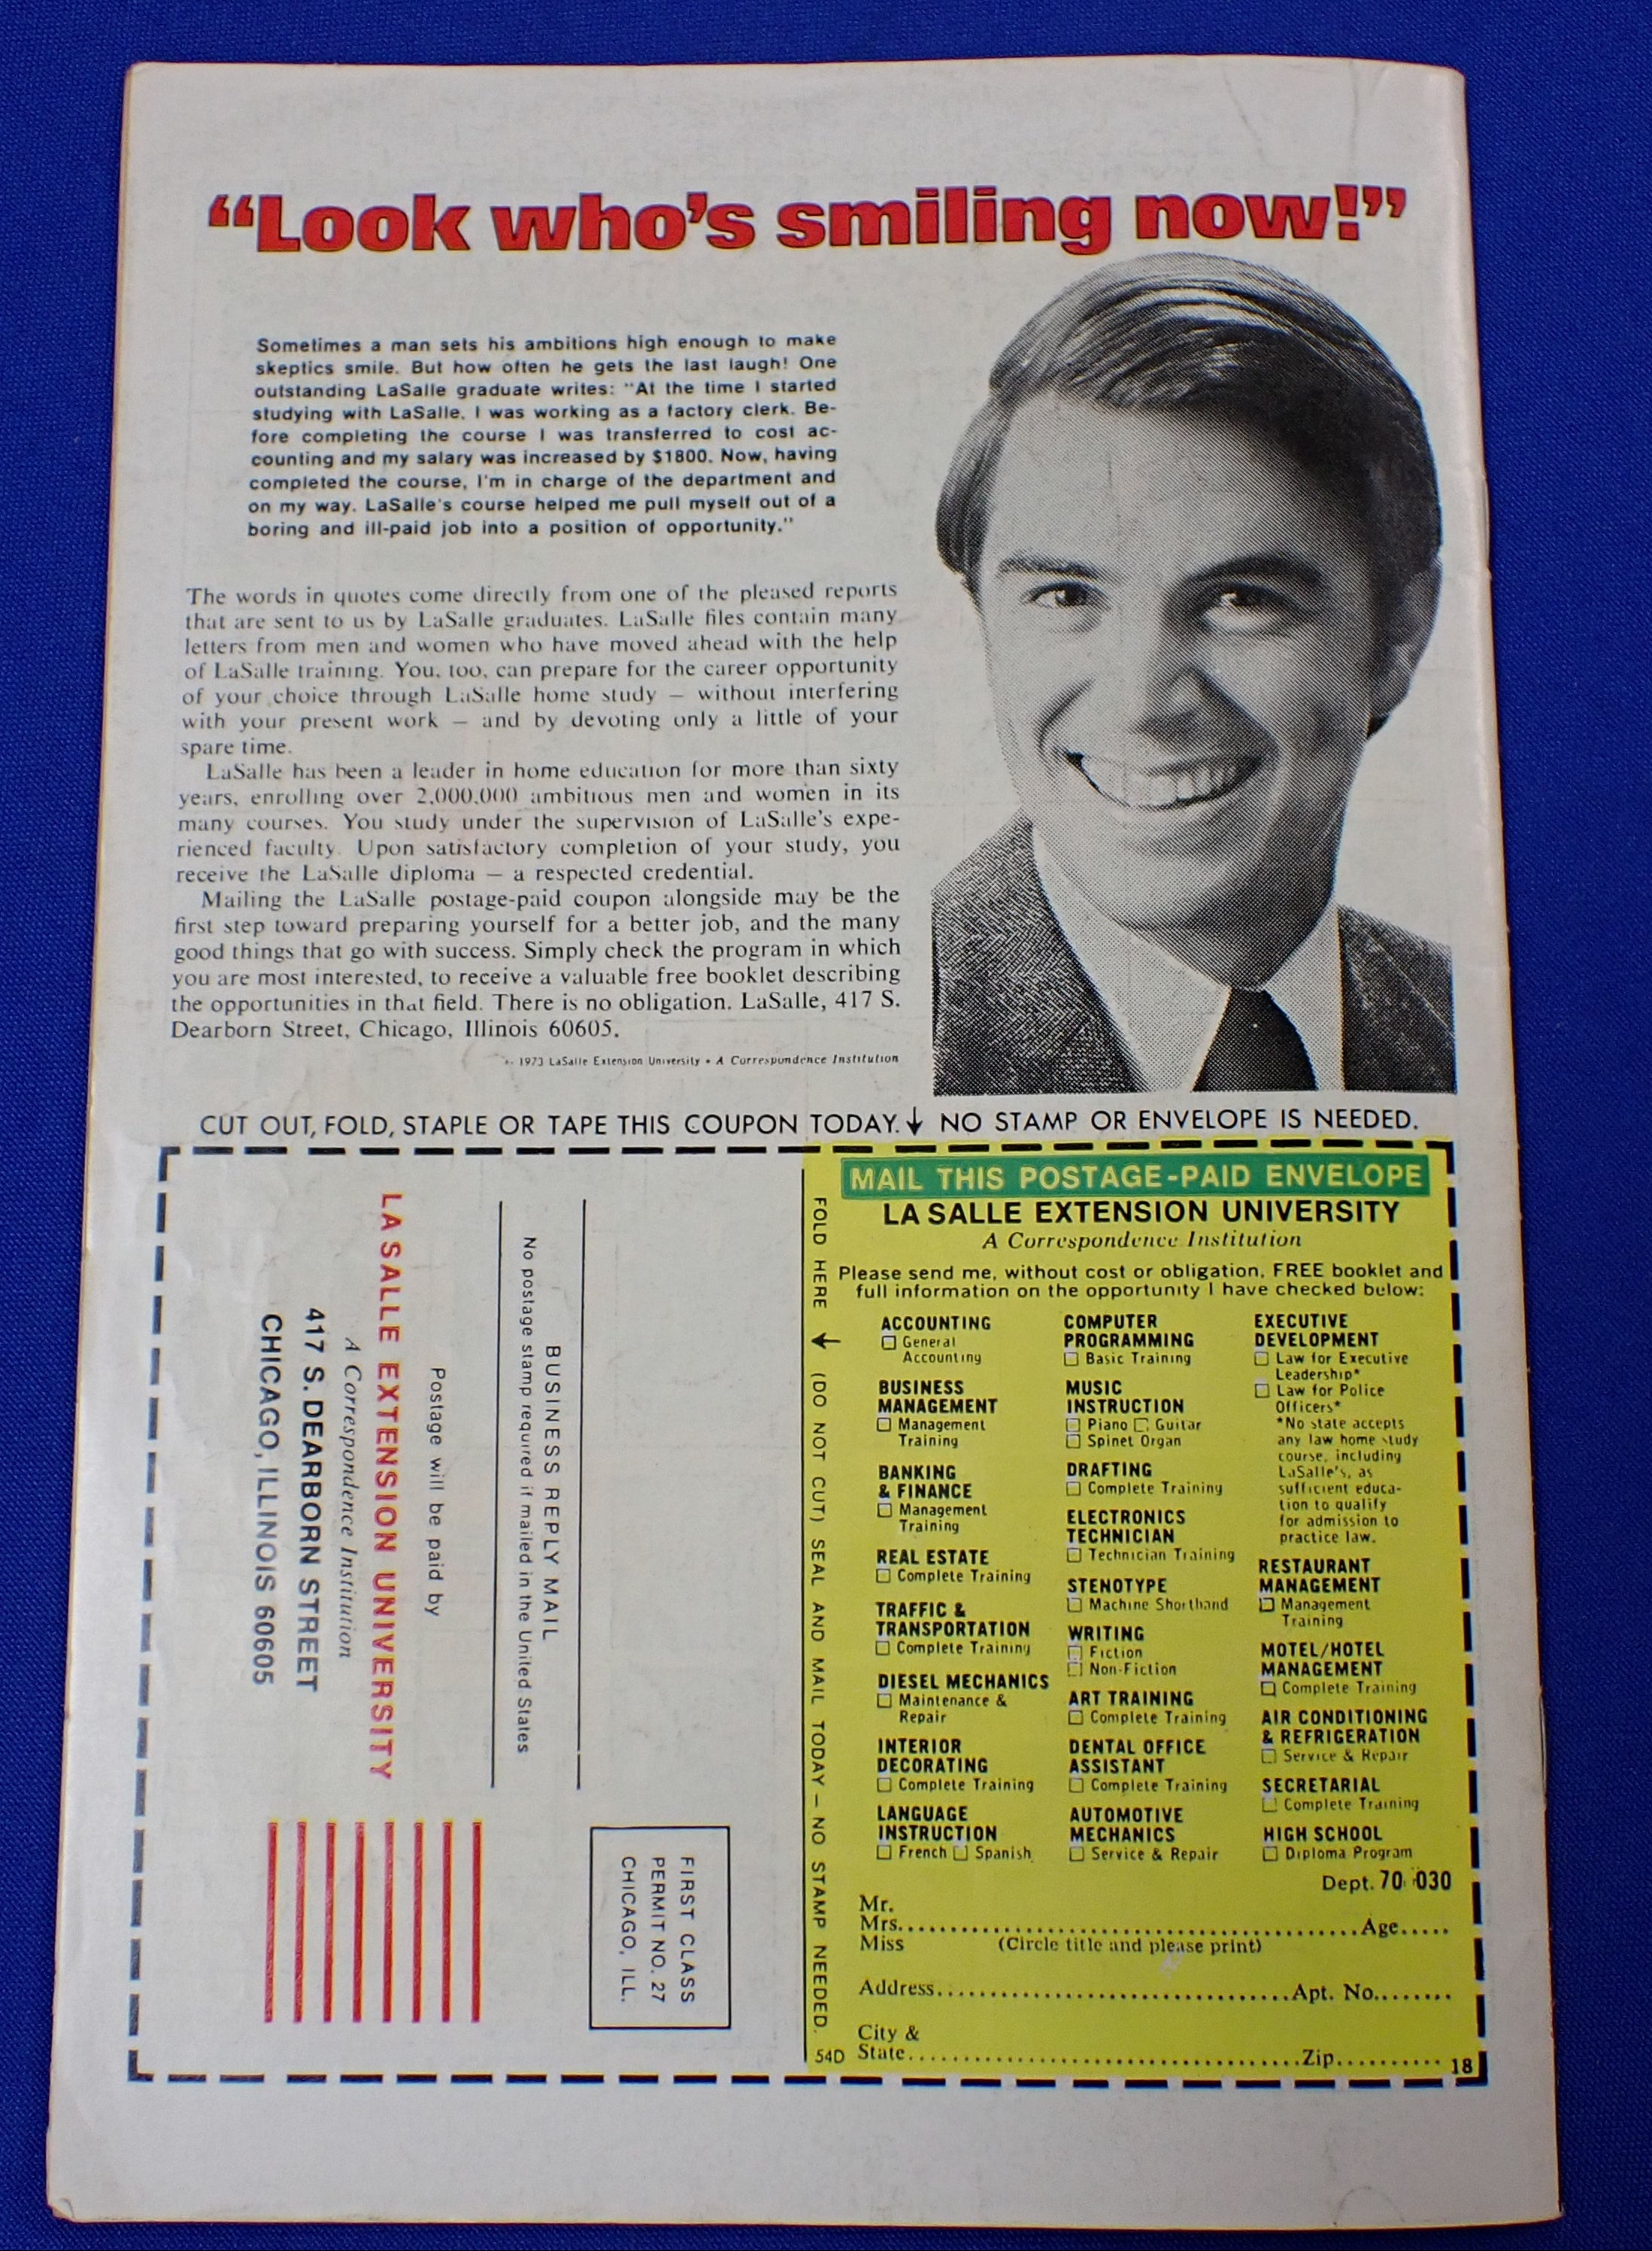 “Look who’s smiling now!”
Sometimes a man sets his ambitions high enough to make
skeptics smile. But how often he gets the last laugh! One
outstanding LaSalle graduate writes: "At the time I started
studying with LaSalle, I was working as a factory clerk. Be-
fore completing the course I was transferred to cost ac-
counting and my salary was increased by $1800. Now, having
completed the course, I'm in charge of the department and
on my way. LaSalle's course helped me pull myself out of a
boring and ill-paid job into a position of opportunity."
The words in quotes come directly from one of the pleased reports
that are sent to us by LaSalle graduates. LaSalle files contain many
letters from men and women who have moved ahead with the help
of LaSalle training. You, too, can prepare for the career opportunity
of your choice through LaSalle home study — without interfering
with your present work — and by devoting only a little of your
spare time.
LaSalle has been a leader in home education for more than sixty
years, enrolling over 2,000,000 ambitious men and women in its
many courses. You study under the supervision of LaSalle's expe-
rienced faculty. Upon satisfactory completion of your study, you
receive the LaSalle diploma — a respected credential.
Mailing the LaSalle postage-paid coupon alongside may be the
first step toward preparing yourself for a better job, and the many
good things that go with success. Simply check the program in which
you are most interested, to receive a valuable free booklet describing
the opportunities in that field. There is no obligation. LaSalle, 417 S.
Dearborn Street, Chicago, Illinois 60605.
1973 LaSalle Extension University • A Correspondence Institution
CUT OUT, FOLD, STAPLE OR TAPE THIS COUPON TODAY. ↓ NO STAMP OR ENVELOPE IS NEEDED.
FIRST CLASS
PERMIT NO. 27
CHICAGO, ILL.
BUSINESS REPLY MAIL
No postage stamp required if mailed in the United States
Postage will be paid by
LA SALLE EXTENSION UNIVERSITY
A Correspondence Institution
417 S. DEARBORN STREET
CHICAGO, ILLINOIS 60605
FOLD HERE ← (DO NOT CUT) SEAL AND MAIL TODAY — NO STAMP NEEDED.
MAIL THIS POSTAGE-PAID ENVELOPE
LA SALLE EXTENSION UNIVERSITY
A Correspondence Institution
Please send me, without cost or obligation, FREE booklet and
full information on the opportunity I have checked below:
ACCOUNTING
☐ General
Accounting
BUSINESS
MANAGEMENT
☐ Management
Training
BANKING
& FINANCE
☐ Management
Training
REAL ESTATE
☐ Complete Training
TRAFFIC &
TRANSPORTATION
☐ Complete Training
DIESEL MECHANICS
☐ Maintenance &
Repair
INTERIOR
DECORATING
☐ Complete Training
LANGUAGE
INSTRUCTION
☐ French ☐ Spanish
COMPUTER
PROGRAMMING
☐ Basic Training
MUSIC
INSTRUCTION
☐ Piano ☐ Guitar
☐ Spinet Organ
DRAFTING
☐ Complete Training
ELECTRONICS
TECHNICIAN
☐ Technician Training
STENOTYPE
☐ Machine Shorthand
WRITING
☐ Fiction
☐ Non-Fiction
ART TRAINING
☐ Complete Training
DENTAL OFFICE
ASSISTANT
☐ Complete Training
AUTOMOTIVE
MECHANICS
☐ Service & Repair
EXECUTIVE
DEVELOPMENT
☐ Law for Executive
Leadership*
☐ Law for Police
Officers*
*No state accepts
any law home study
course, including
LaSalle's, as
sufficient educa-
tion to qualify
for admission to
practice law.
RESTAURANT
MANAGEMENT
☐ Management
Training
MOTEL/HOTEL
MANAGEMENT
☐ Complete Training
AIR CONDITIONING
& REFRIGERATION
☐ Service & Repair
SECRETARIAL
☐ Complete Training
HIGH SCHOOL
☐ Diploma Program
Dept. 70-030
Mr.
Mrs. Age
Miss (Circle title and please print)
Address Apt. No.
City &
State Zip
54D
18